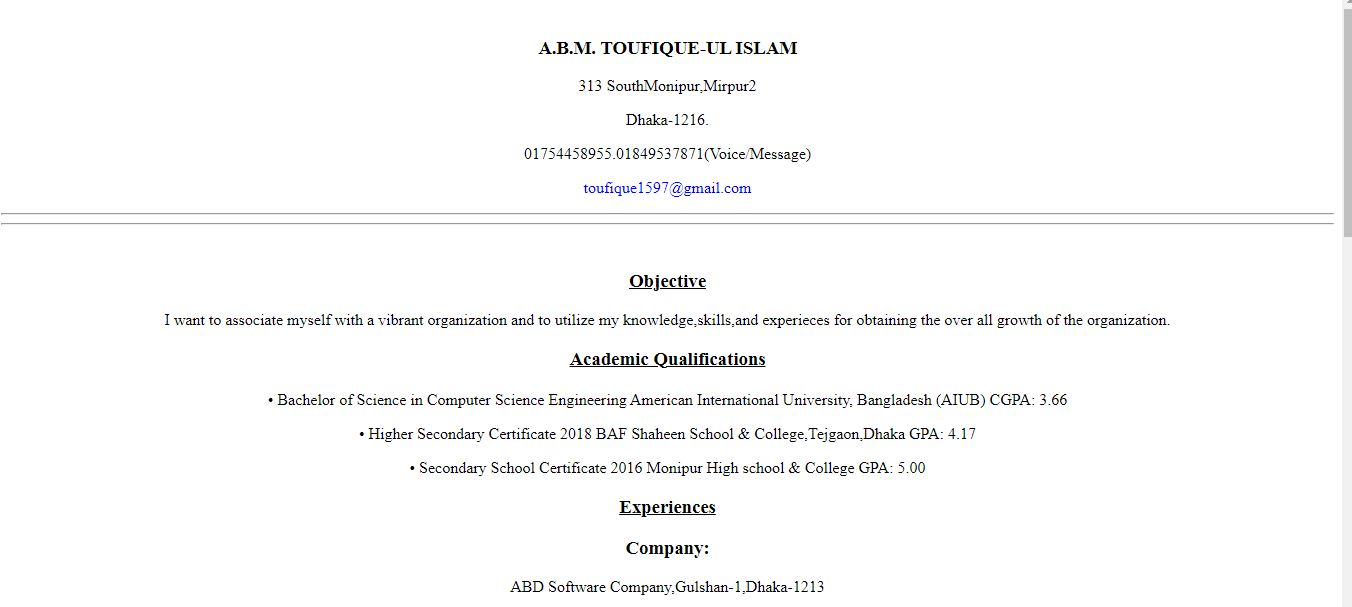 A.B.M. TOUFIQUE-UL ISLAM
313 SouthMonipur,Mirpur2
Dhaka-1216.
01754458955.01849537871(Voice/Message)
toufique1597@gmail.com
Objective
I want to associate myself with a vibrant organization and to utilize my knowledge,skills,and experieces for obtaining the over all growth of the organization.
Academic Qualifications
• Bachelor of Science in Computer Science Engineering American International University, Bangladesh (AIUB) CGPA: 3.66
• Higher Secondary Certificate 2018 BAF Shaheen School & College,Tejgaon,Dhaka GPA: 4.17
• Secondary School Certificate 2016 Monipur High school & College GPA: 5.00
Experiences
Company:
ABD Software Company,Gulshan-1,Dhaka-1213